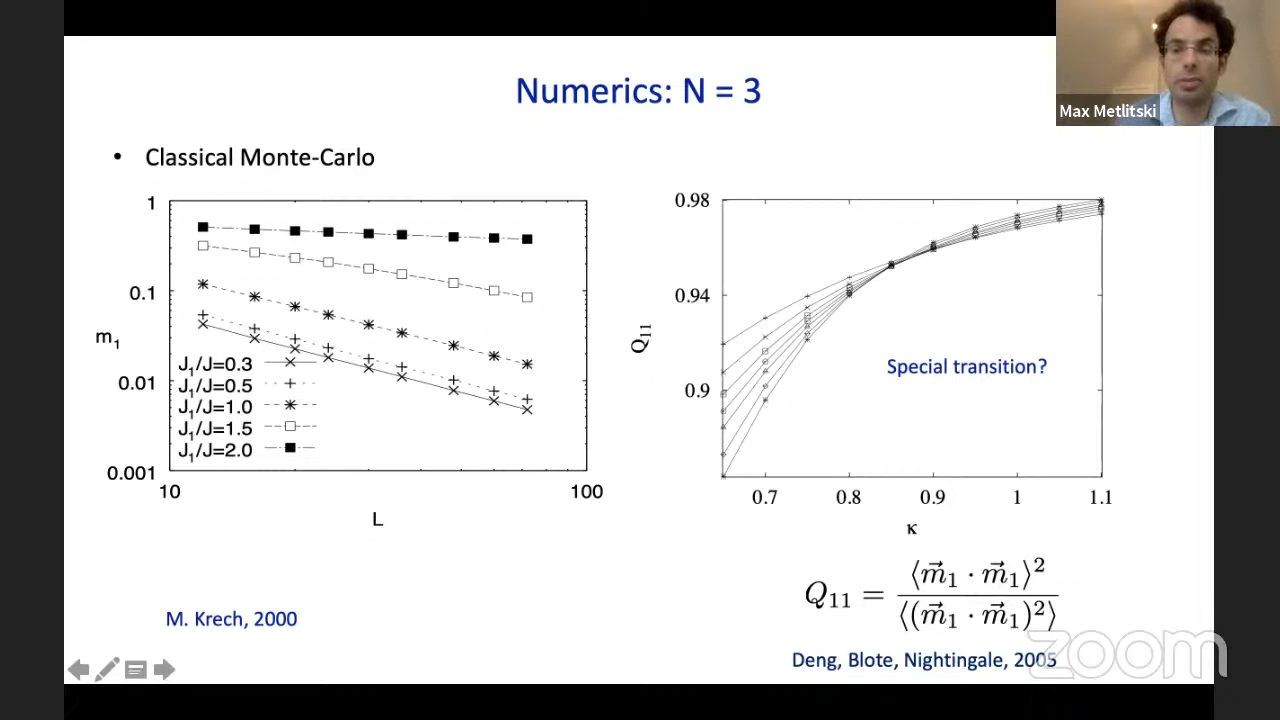 Numerics: N = 3
Max Metlitski
• Classical Monte-Carlo
1
0.1
0.01
0.001
m₁
J₁/J=0.3
J₁/J=0.5
J₁/J=1.0
J₁/J=1.5
J₁/J=2.0
10
100
L
M. Krech, 2000
0.98
0.94
0.9
Q₁₁
Special transition?
0.7 0.8 0.9 1 1.1
κ
Q₁₁ = ⟨m⃗₁ · m⃗₁⟩² / ⟨(m⃗₁ · m⃗₁)²⟩
Deng, Blote, Nightingale, 2005
zoom